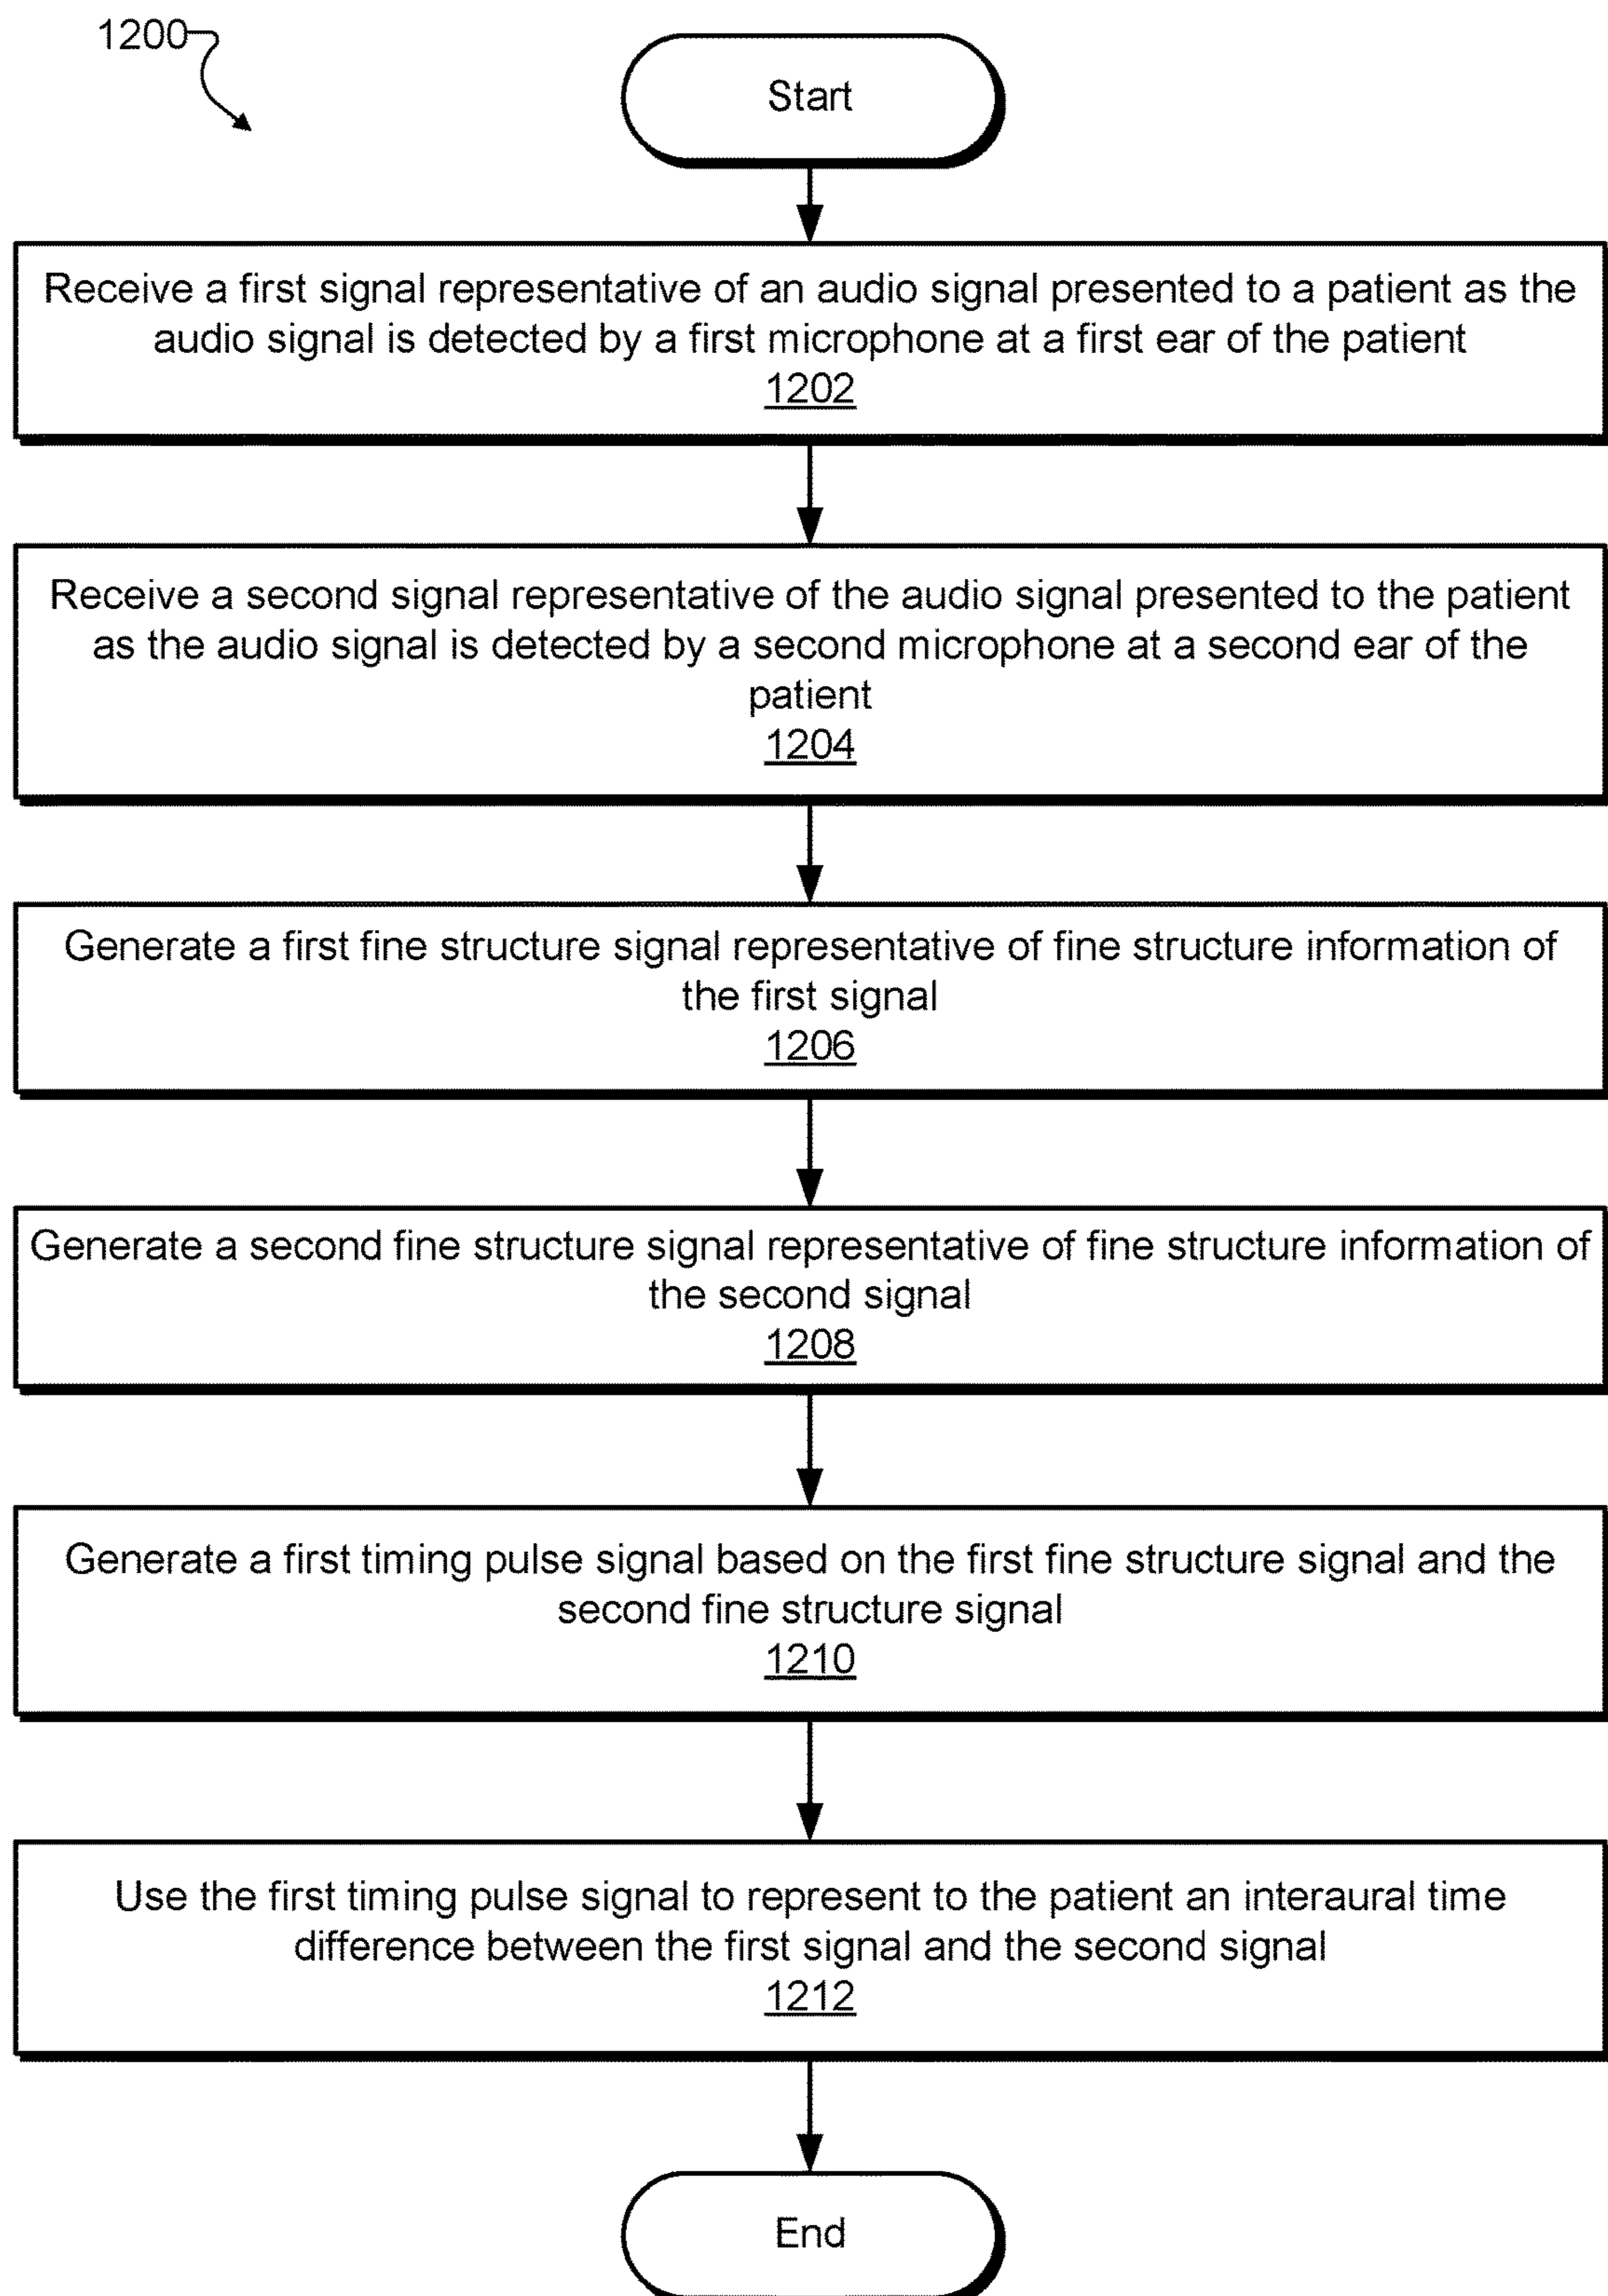 1200
Start
Receive a first signal representative of an audio signal presented to a patient as the
audio signal is detected by a first microphone at a first ear of the patient
1202
Receive a second signal representative of the audio signal presented to the patient
as the audio signal is detected by a second microphone at a second ear of the
patient
1204
Generate a first fine structure signal representative of fine structure information of
the first signal
1206
Generate a second fine structure signal representative of fine structure information of
the second signal
1208
Generate a first timing pulse signal based on the first fine structure signal and the
second fine structure signal
1210
Use the first timing pulse signal to represent to the patient an interaural time
difference between the first signal and the second signal
1212
End